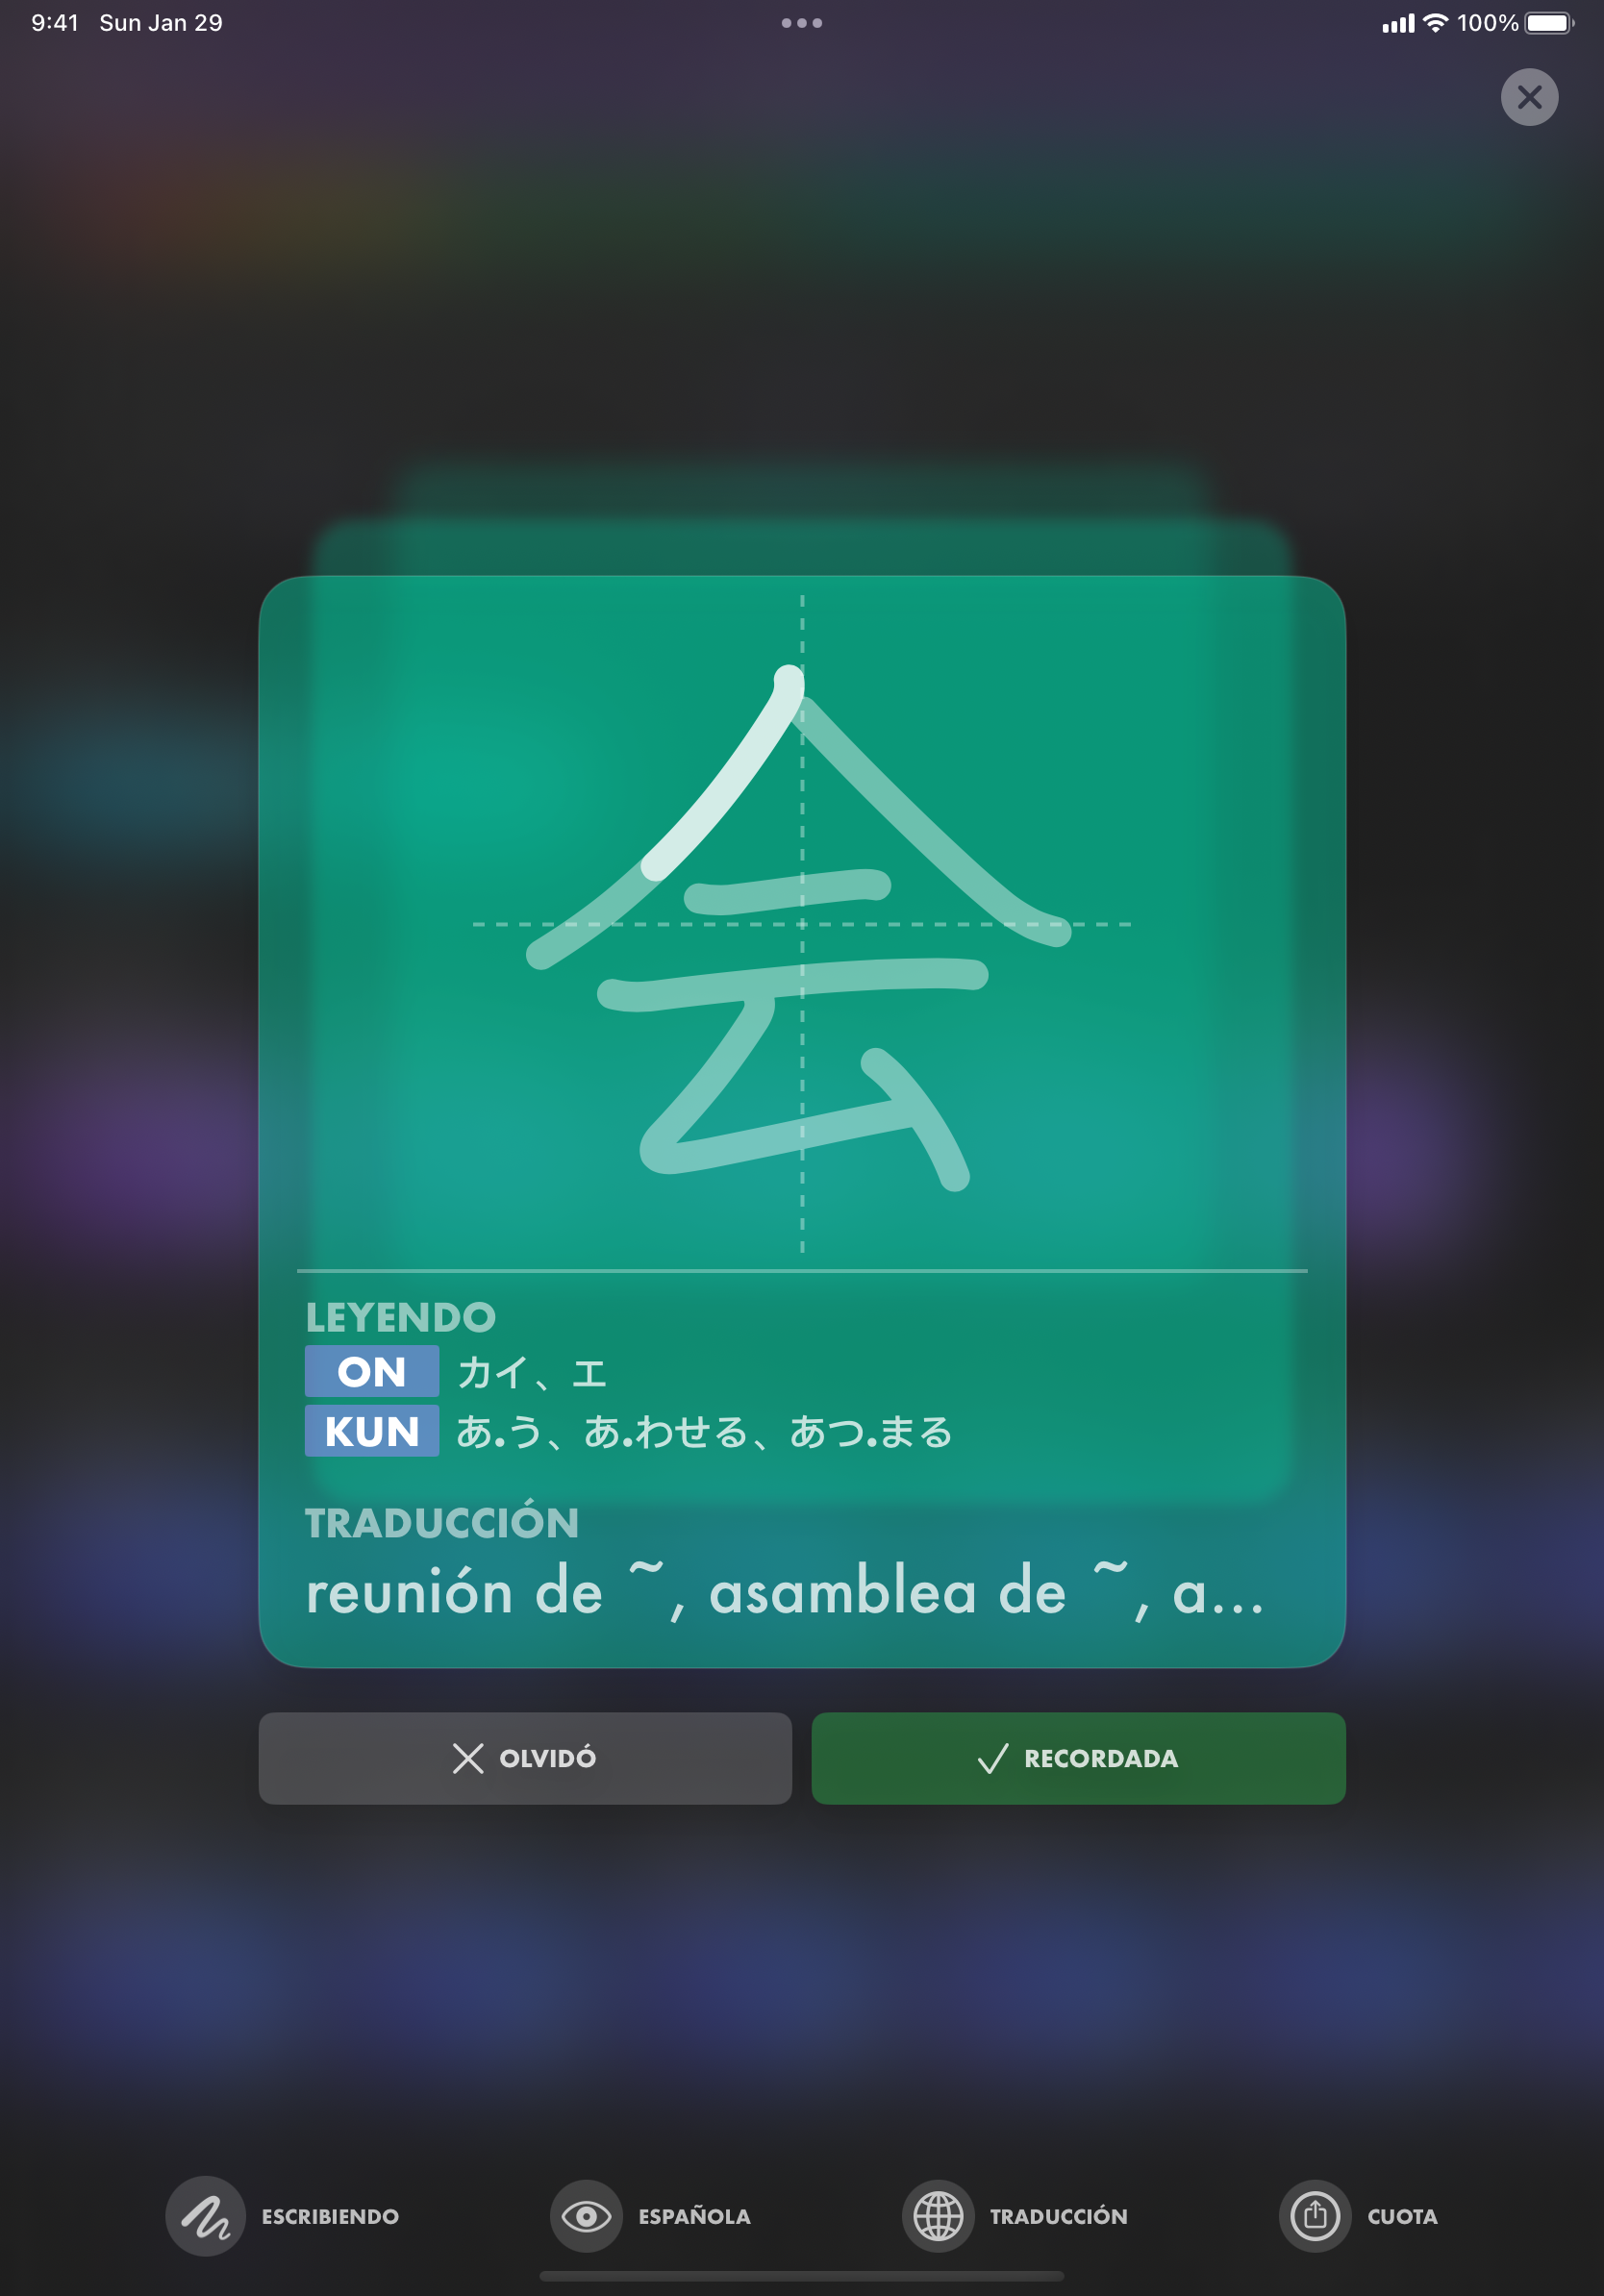 9:41 Sun Jan 29
100%
会
LEYENDO
ON カイ、エ
KUN あ.う、あ.わせる、あつ.まる
TRADUCCIÓN
reunión de ~, asamblea de ~, a...
OLVIDÓ
RECORDADA
ESCRIBIENDO
ESPAÑOLA
TRADUCCIÓN
CUOTA